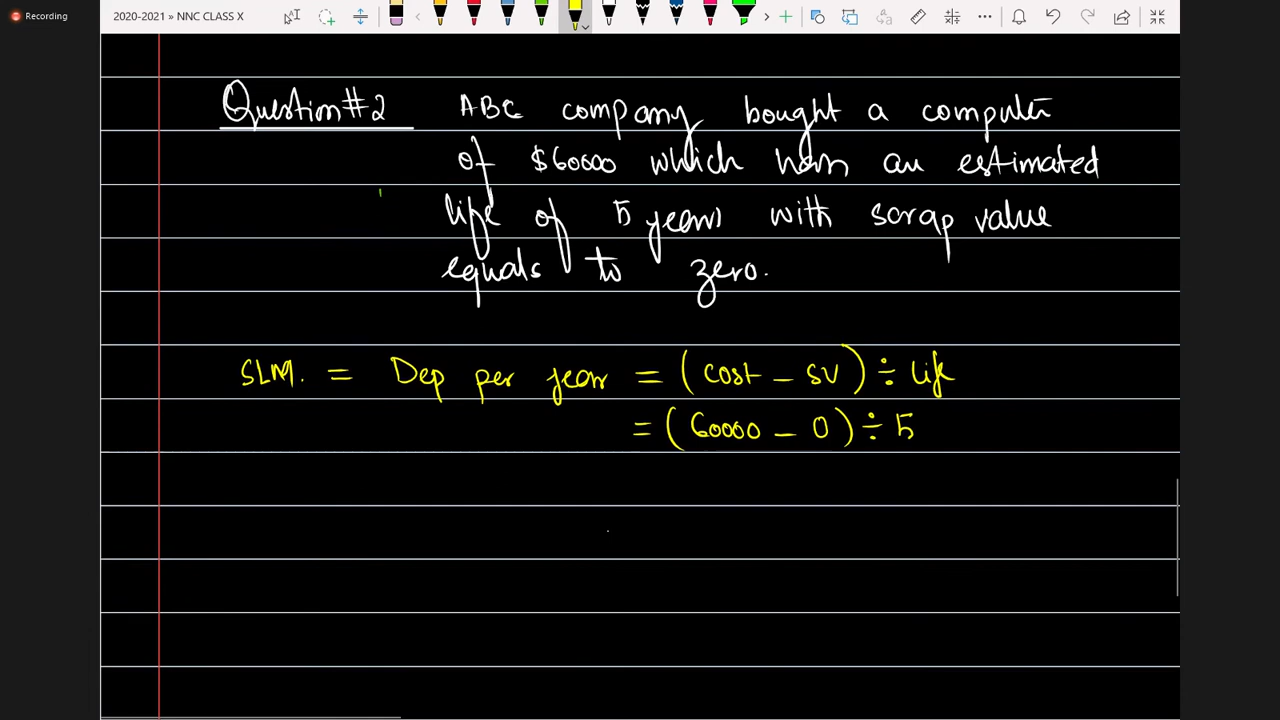 Recording
2020-2021 » NNC CLASS X
Question#2 ABC company bought a computer
of $60000 which have an estimated
life of 5 years with scrap value
equals to zero.
SLM. = Dep per year = (cost - SV) ÷ life
= (60000 - 0) ÷ 5